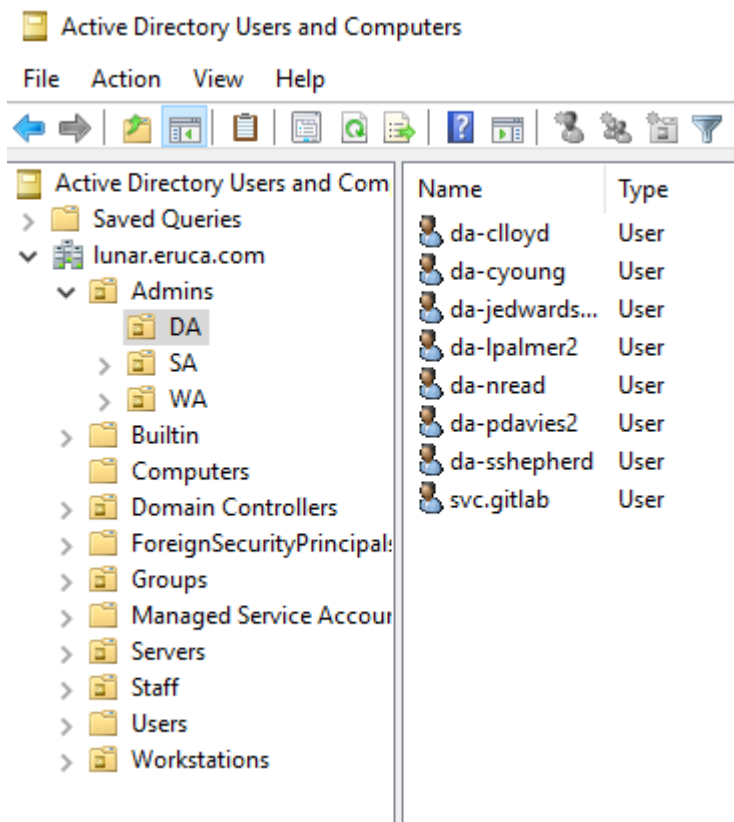 Active Directory Users and Computers
File Action View Help
Active Directory Users and Com
Saved Queries
lunar.eruca.com
Admins
DA
SA
WA
Builtin
Computers
Domain Controllers
ForeignSecurityPrincipal:
Groups
Managed Service Accour
Servers
Staff
Users
Workstations
Name Type
da-clloyd User
da-cyoung User
da-jedwards... User
da-lpalmer2 User
da-nread User
da-pdavies2 User
da-sshepherd User
svc.gitlab User